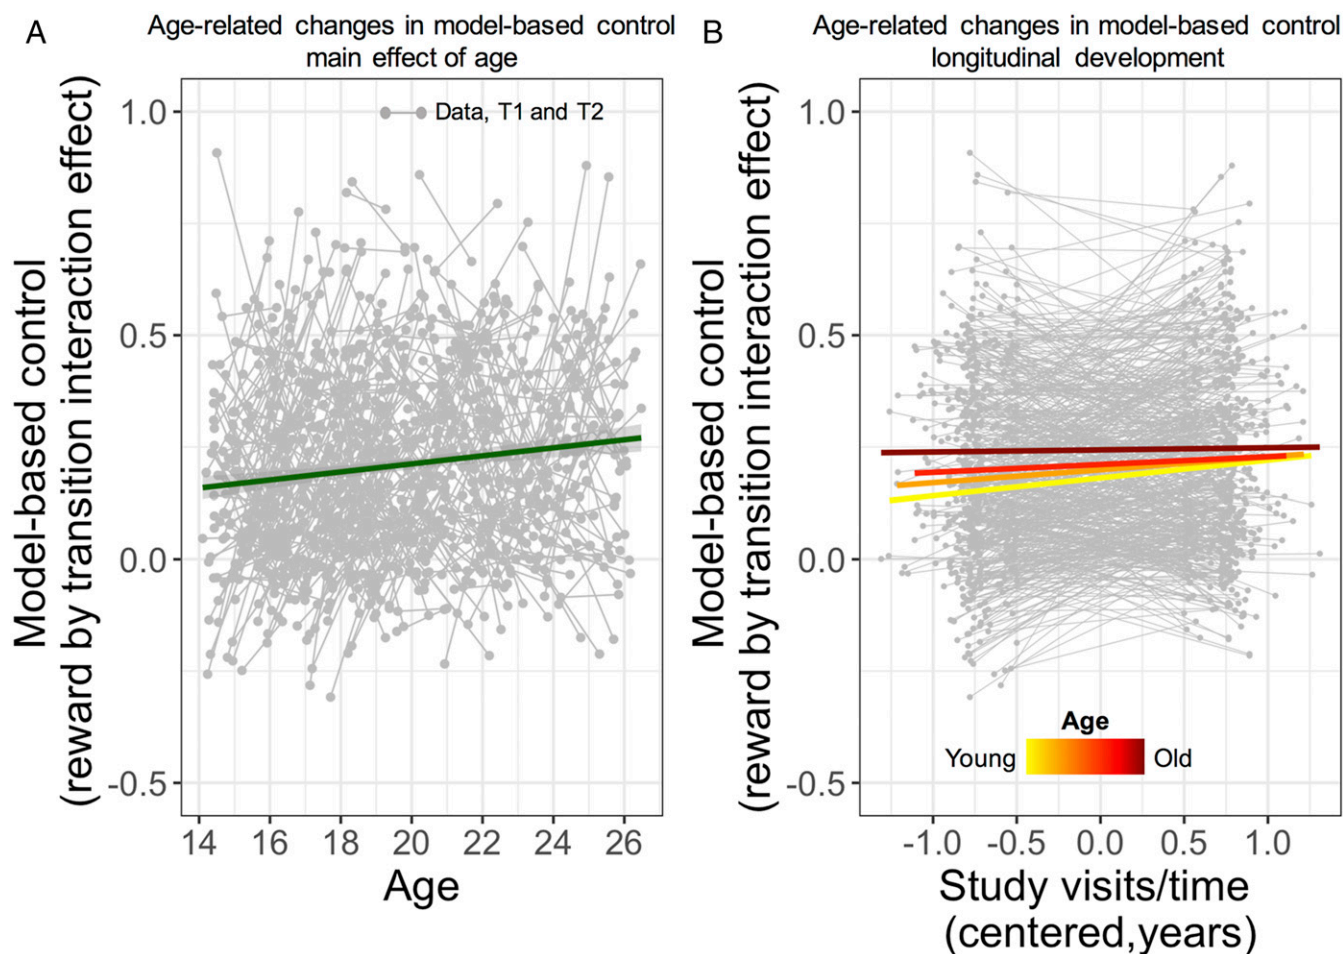 A
Age-related changes in model-based control
main effect of age
Model-based control
(reward by transition interaction effect)
1.0
0.5
0.0
-0.5
Data, T1 and T2
14 16 18 20 22 24 26
Age
B
Age-related changes in model-based control
longitudinal development
Model-based control
(reward by transition interaction effect)
1.0
0.5
0.0
-0.5
Age
Young Old
-1.0 -0.5 0.0 0.5 1.0
Study visits/time
(centered,years)